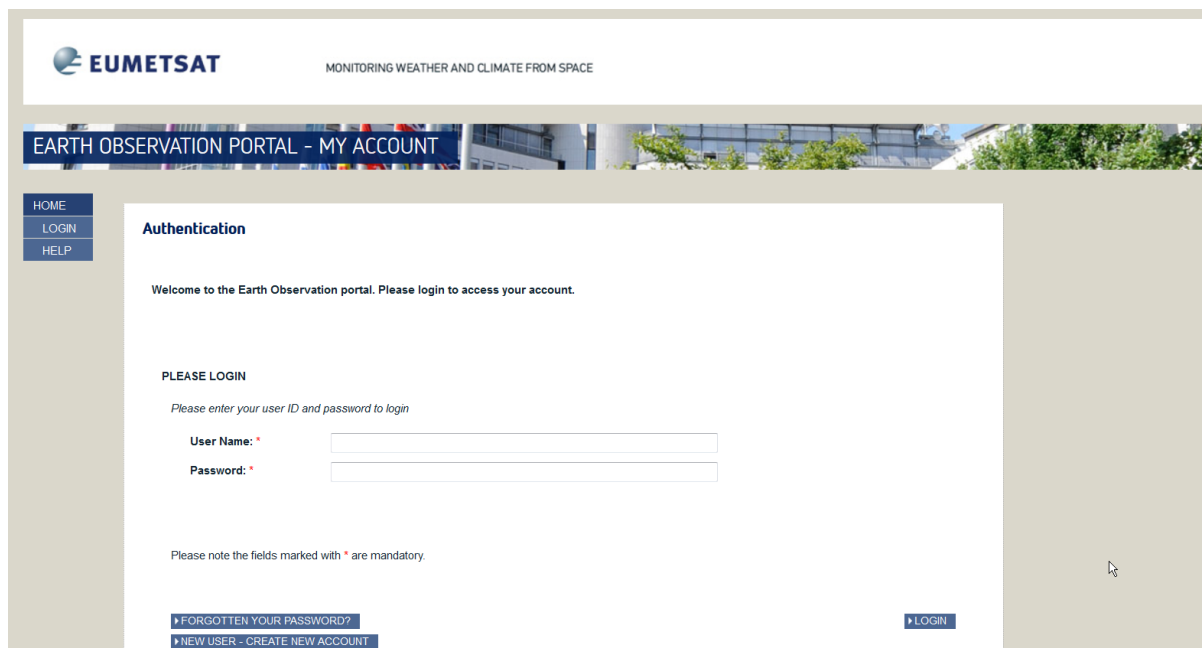 EUMETSAT
MONITORING WEATHER AND CLIMATE FROM SPACE
EARTH OBSERVATION PORTAL - MY ACCOUNT
HOME
LOGIN
HELP
Authentication
Welcome to the Earth Observation portal. Please login to access your account.
PLEASE LOGIN
Please enter your user ID and password to login
User Name: *
Password: *
Please note the fields marked with * are mandatory.
FORGOTTEN YOUR PASSWORD?
LOGIN
NEW USER - CREATE NEW ACCOUNT